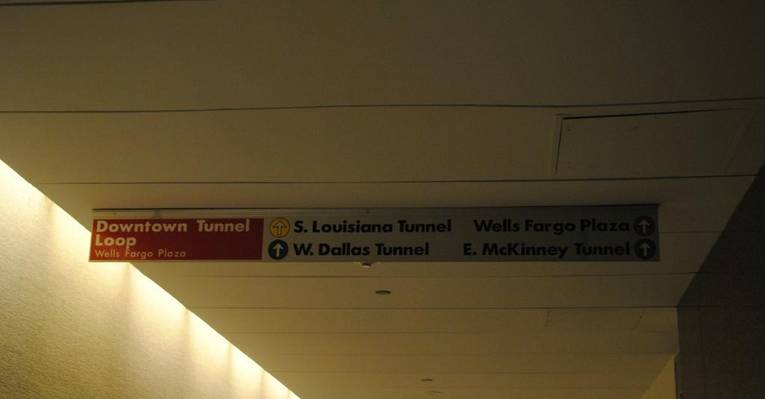 Downtown Tunnel
Loop
Wells Fargo Plaza
S. Louisiana Tunnel
W. Dallas Tunnel
Wells Fargo Plaza
E. McKinney Tunnel